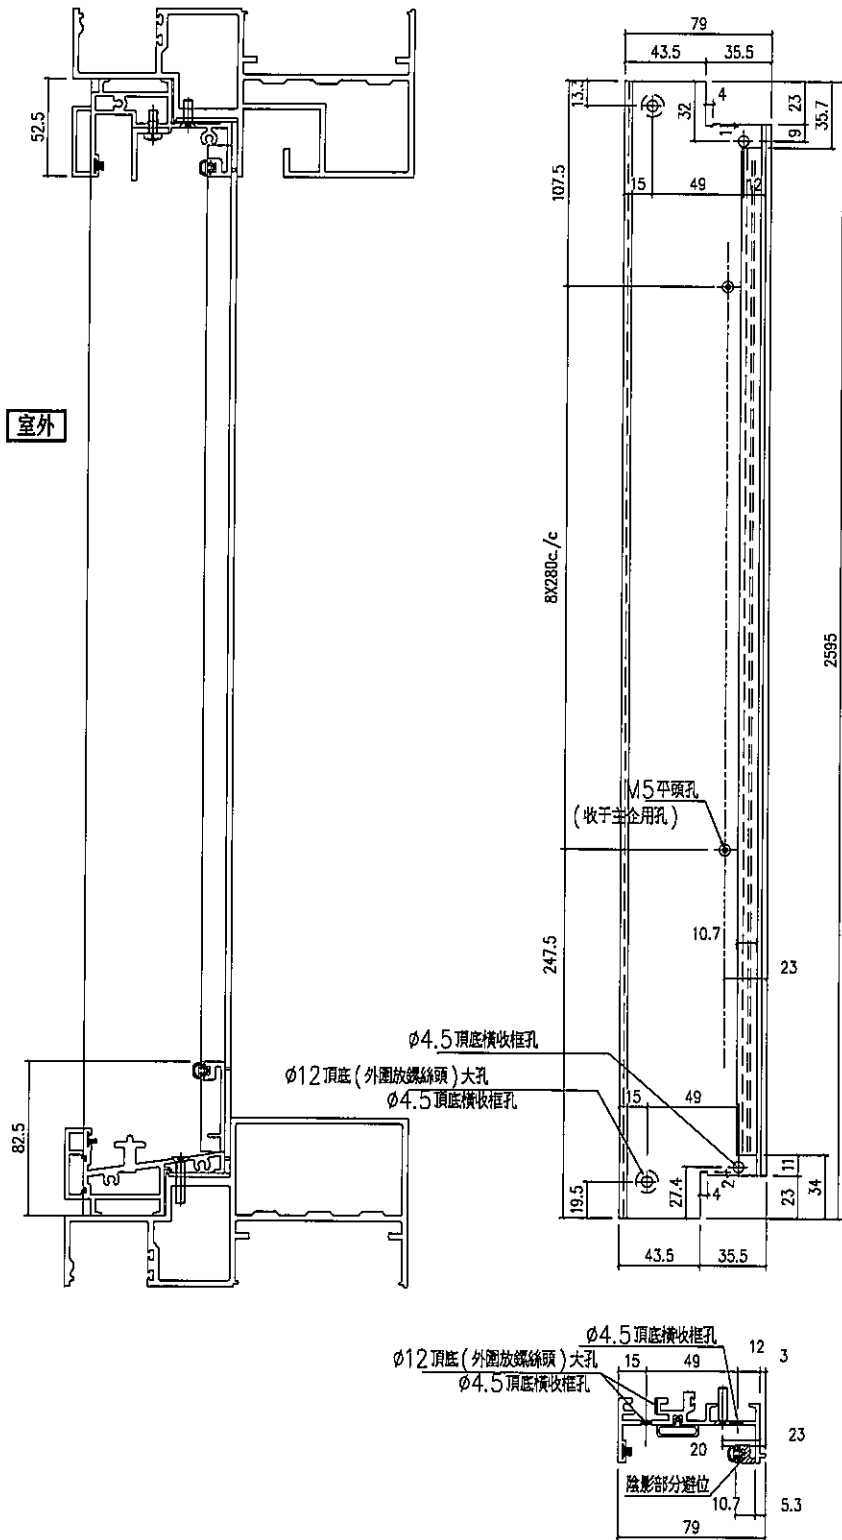 79
43.5 35.5
52.5
13.3
4
32
23
35.7
1
9
15 49 12
107.5
室外
8X280c./c
2595
M5平頭孔
(收于主企用孔)
10.7
247.5
23
Ø4.5頂底橫收框孔
Ø12頂底(外圍放螺絲頭)大孔
Ø4.5頂底橫收框孔
15 49
82.5
19.5
27.4
2
4
11
23
34
43.5 35.5
Ø4.5頂底橫收框孔
12 3
Ø12頂底(外圍放螺絲頭)大孔
15 49
Ø4.5頂底橫收框孔
20
23
陰影部分避位
10.7
5.3
79